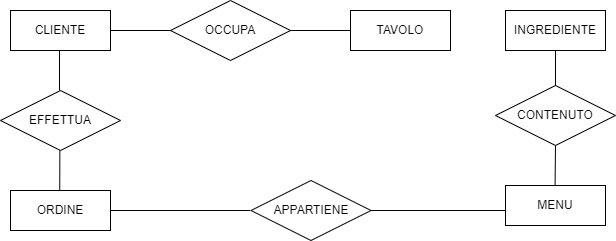 CLIENTE
OCCUPA
TAVOLO
INGREDIENTE
EFFETTUA
CONTENUTO
ORDINE
APPARTIENE
MENU